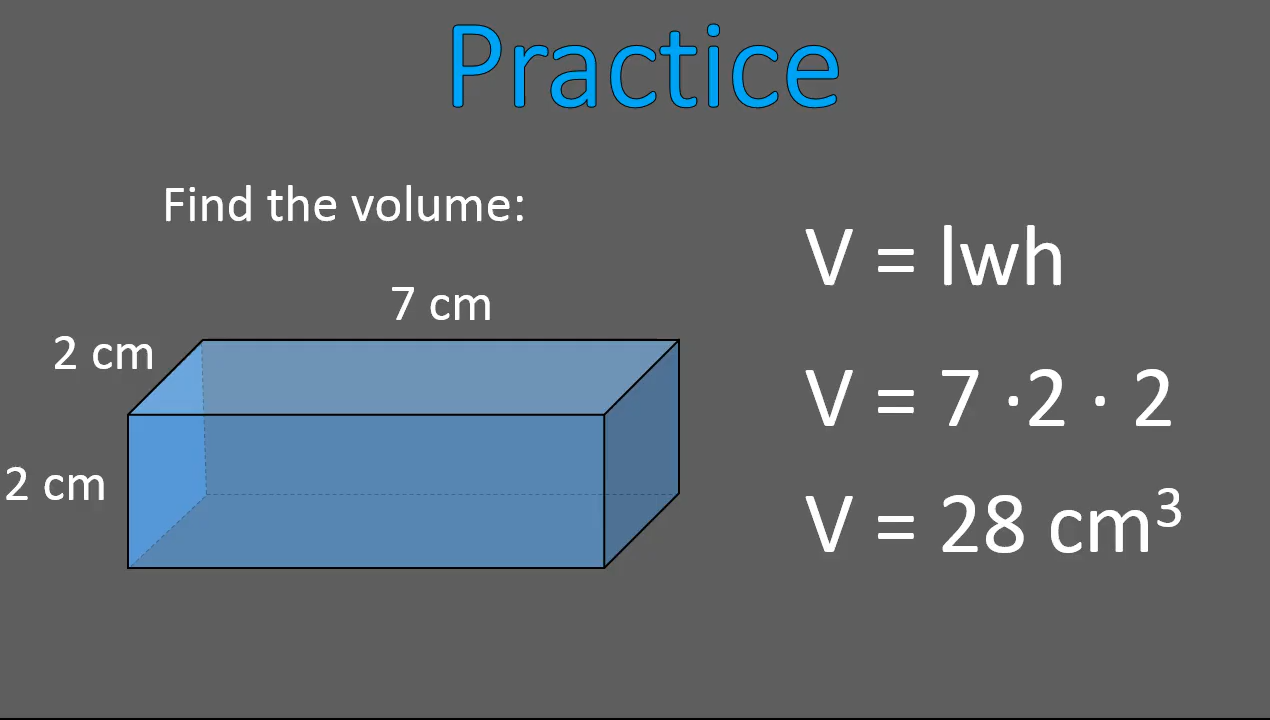 Practice
Find the volume:
7 cm
2 cm
2 cm
V = lwh
V = 7 ·2 · 2
V = 28 cm³